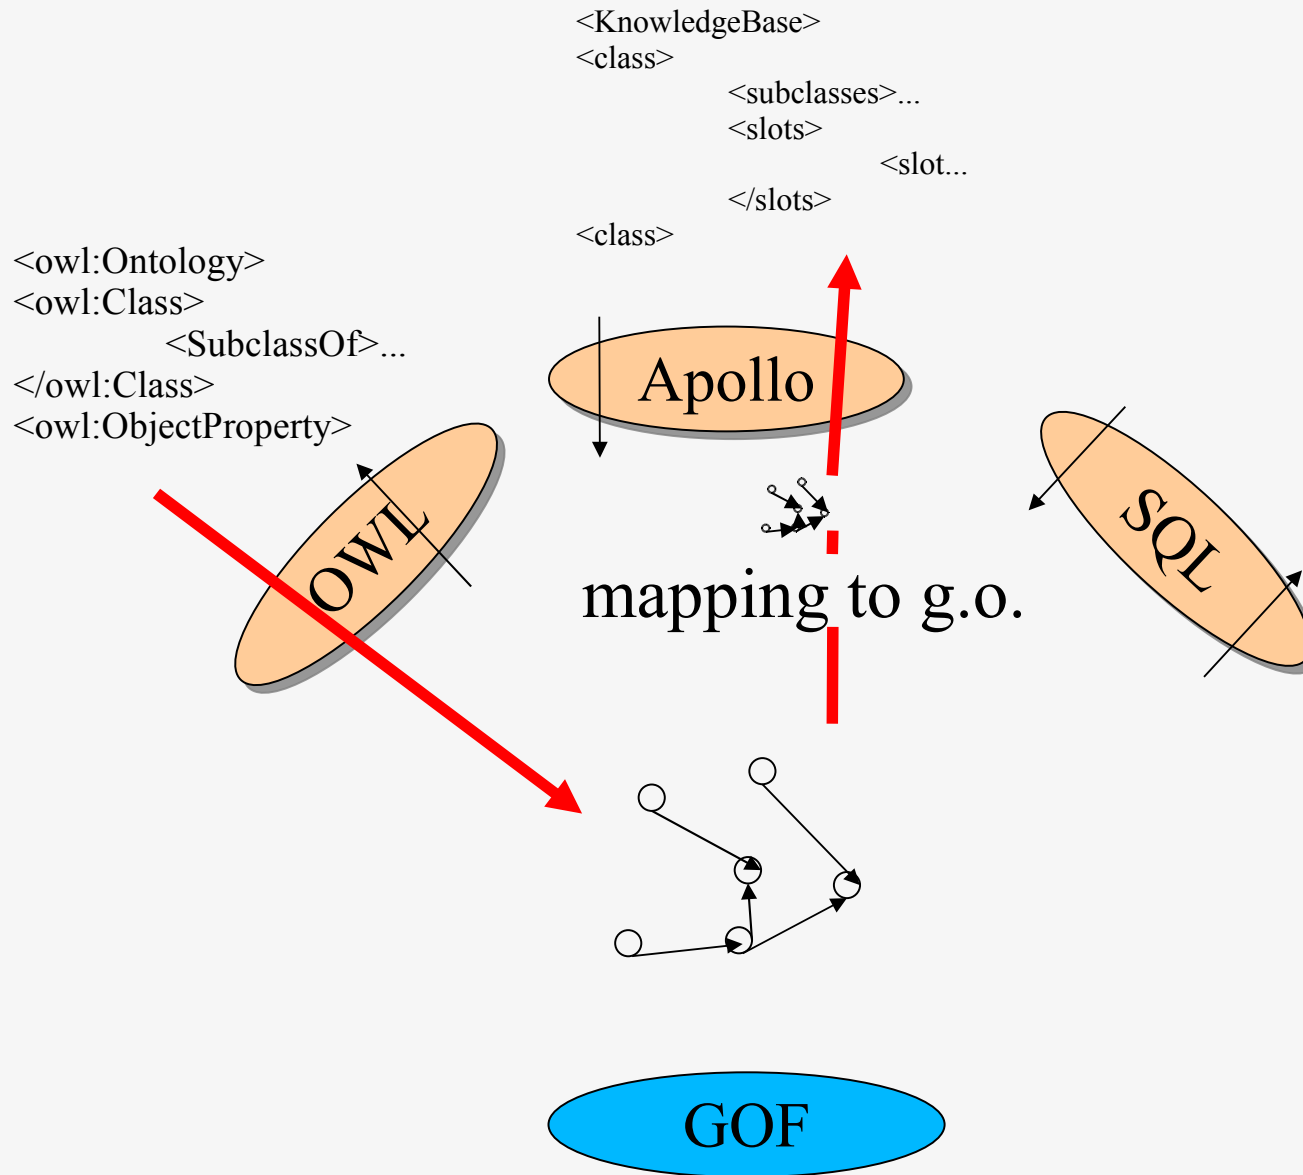 <KnowledgeBase>
<class>
<subclasses>...
<slots>
<slot...
</slots>
<class>
<owl:Ontology>
<owl:Class>
<SubclassOf>...
</owl:Class>
<owl:ObjectProperty>
Apollo
OWL
SQL
mapping to g.o.
GOF